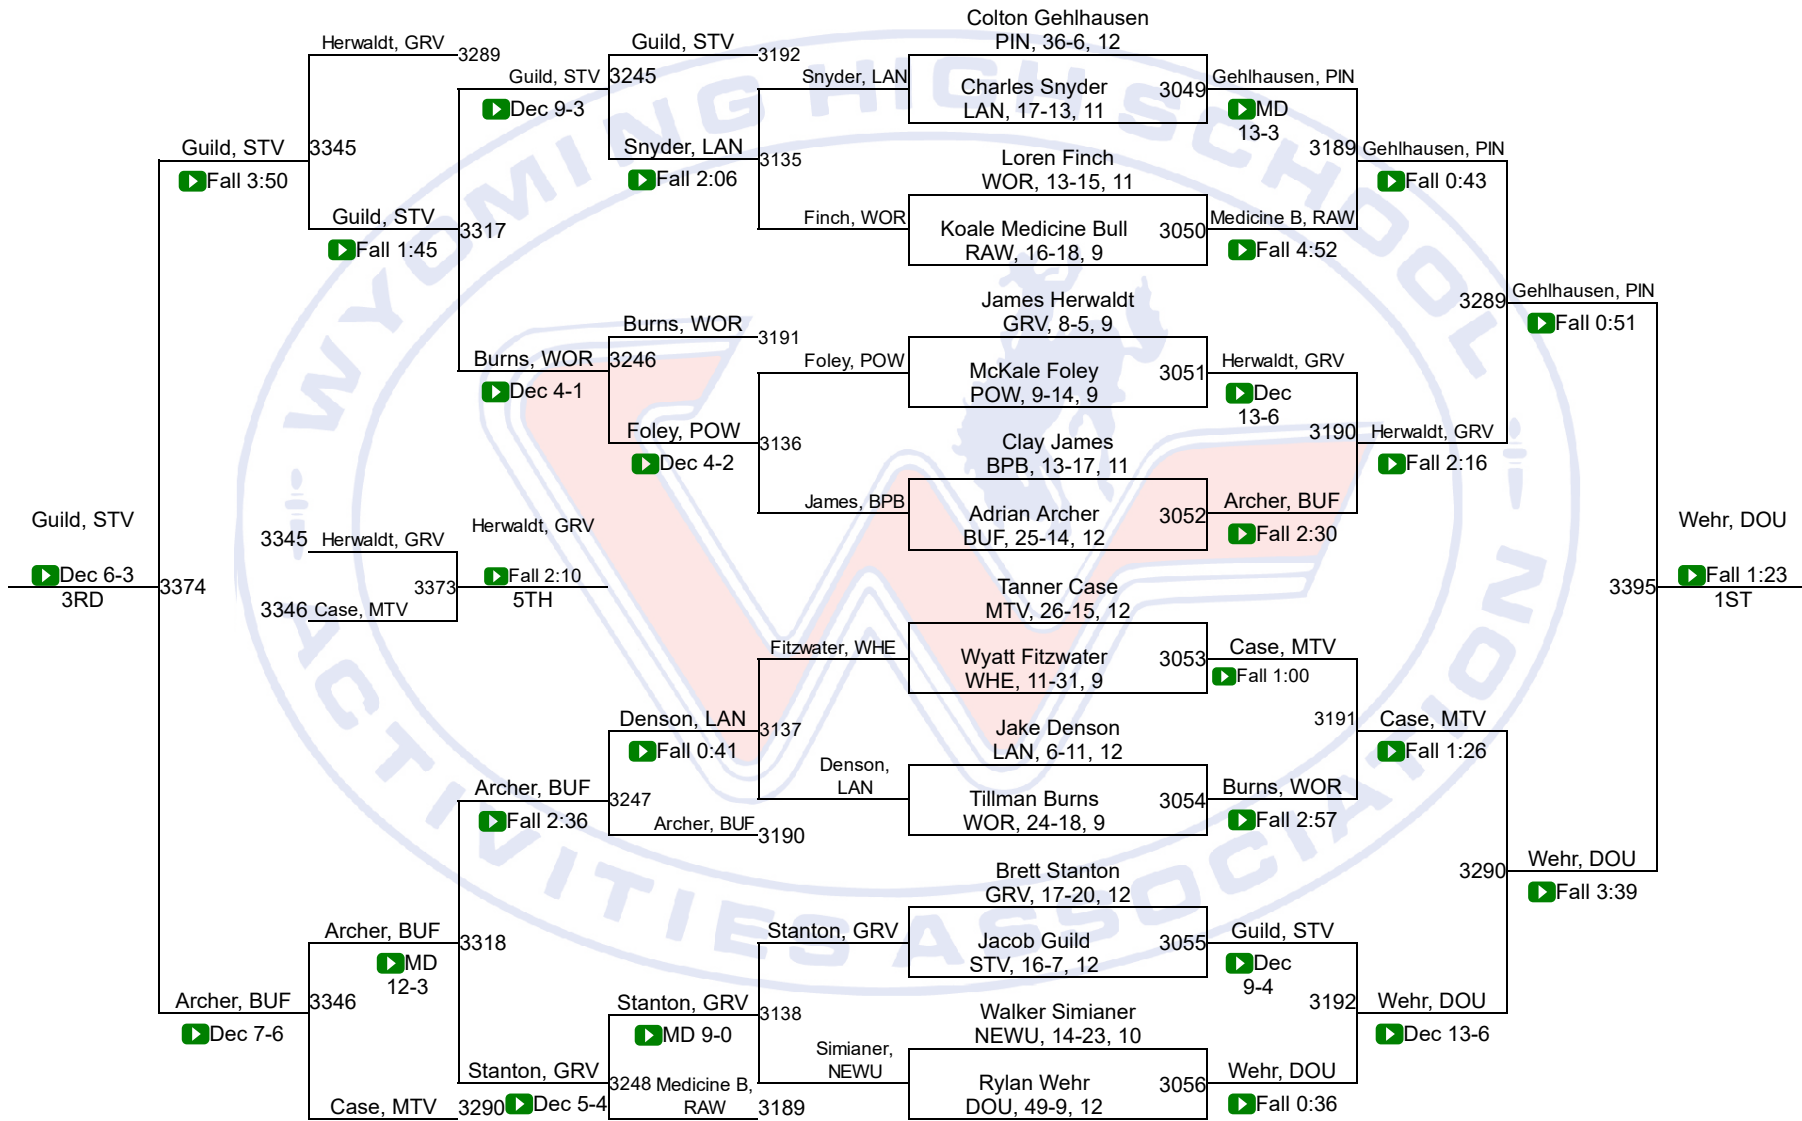 Colton Gehlhausen
PIN, 36-6, 12
Charles Snyder
LAN, 17-13, 11
3049
Loren Finch
WOR, 13-15, 11
Koale Medicine Bull
RAW, 16-18, 9
3050
James Herwaldt
GRV, 8-5, 9
McKale Foley
POW, 9-14, 9
3051
Clay James
BPB, 13-17, 11
Adrian Archer
BUF, 25-14, 12
3052
Tanner Case
MTV, 26-15, 12
Wyatt Fitzwater
WHE, 11-31, 9
3053
Jake Denson
LAN, 6-11, 12
Tillman Burns
WOR, 24-18, 9
3054
Brett Stanton
GRV, 17-20, 12
Jacob Guild
STV, 16-7, 12
3055
Walker Simianer
NEWU, 14-23, 10
Rylan Wehr
DOU, 49-9, 12
3056
Gehlhausen, PIN
MD
13-3
3189
Medicine B, RAW
Fall 4:52
Herwaldt, GRV
Dec
13-6
3190
Archer, BUF
Fall 2:30
Case, MTV
Fall 1:00
3191
Burns, WOR
Fall 2:57
Guild, STV
Dec
9-4
3192
Wehr, DOU
Fall 0:36
Gehlhausen, PIN
Fall 0:43
3289
Herwaldt, GRV
Fall 2:16
Case, MTV
Fall 1:26
3290
Wehr, DOU
Dec 13-6
Gehlhausen, PIN
Fall 0:51
3395
Wehr, DOU
Fall 3:39
Wehr, DOU
Fall 1:23
1ST
Snyder, LAN
3135
Finch, WOR
Foley, POW
3136
James, BPB
Fitzwater, WHE
3137
Denson,
LAN
Stanton, GRV
3138
Simianer,
NEWU
Guild, STV
3192
3245
Snyder, LAN
Fall 2:06
Burns, WOR
3191
3246
Foley, POW
Dec 4-2
Denson, LAN
Fall 0:41
3247
Archer, BUF
3190
Stanton, GRV
MD 9-0
3248
Medicine B,
RAW
3189
Guild, STV
Dec 9-3
3317
Burns, WOR
Dec 4-1
Archer, BUF
Fall 2:36
3318
Stanton, GRV
Dec 5-4
Herwaldt, GRV
3289
3345
Guild, STV
Fall 1:45
Archer, BUF
MD
12-3
3346
Case, MTV
3290
Guild, STV
Fall 3:50
3374
Archer, BUF
Dec 7-6
Guild, STV
Dec 6-3
3RD
3345
Herwaldt, GRV
3373
3346
Case, MTV
Herwaldt, GRV
Fall 2:10
5TH
WYOMING HIGH SCHOOL
ACTIVITIES ASSOCIATION